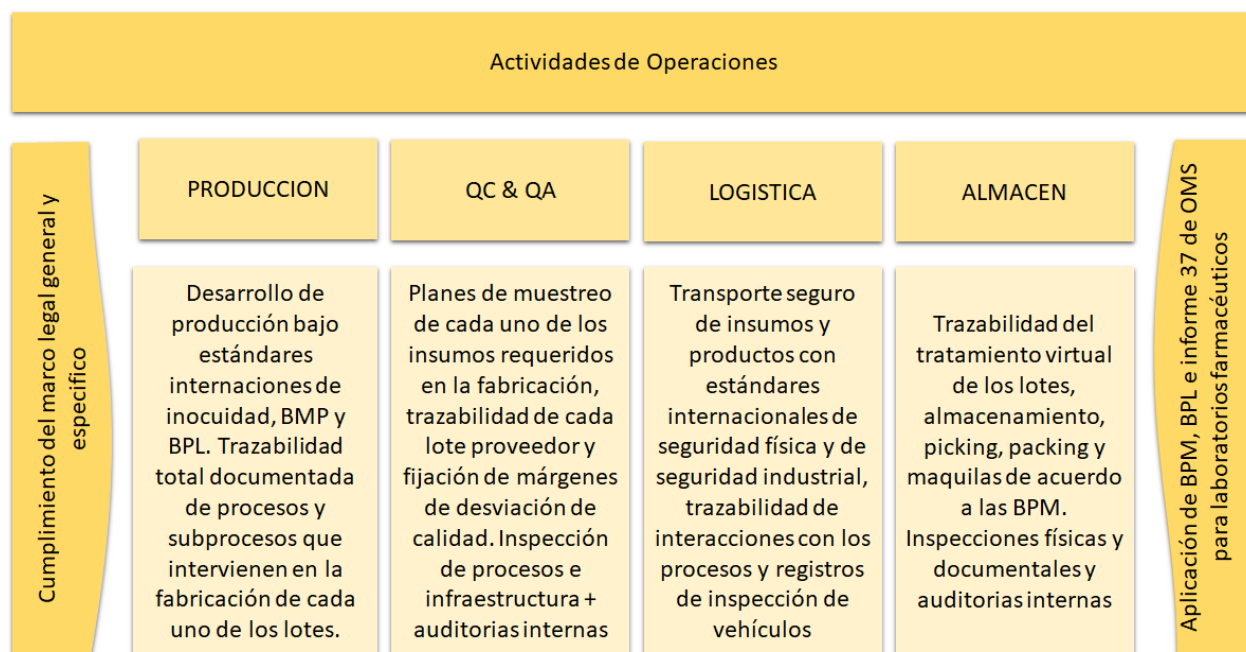 Actividades de Operaciones
Cumplimiento del marco legal general y
especifico
PRODUCCION
Desarrollo de
producción bajo
estándares
internaciones de
inocuidad, BMP y
BPL. Trazabilidad
total documentada
de procesos y
subprocesos que
intervienen en la
fabricación de cada
uno de los lotes.
QC & QA
Planes de muestreo
de cada uno de los
insumos requeridos
en la fabricación,
trazabilidad de cada
lote proveedor y
fijación de márgenes
de desviación de
calidad. Inspección
de procesos e
infraestructura +
auditorias internas
LOGISTICA
Transporte seguro
de insumos y
productos con
estándares
internacionales de
seguridad física y de
seguridad industrial,
trazabilidad de
interacciones con los
procesos y registros
de inspección de
vehículos
ALMACEN
Trazabilidad del
tratamiento virtual
de los lotes,
almacenamiento,
picking, packing y
maquilas de acuerdo
a las BPM.
Inspecciones físicas y
documentales y
auditorias internas
Aplicación de BPM, BPL e informe 37 de OMS
para laboratorios farmacéuticos